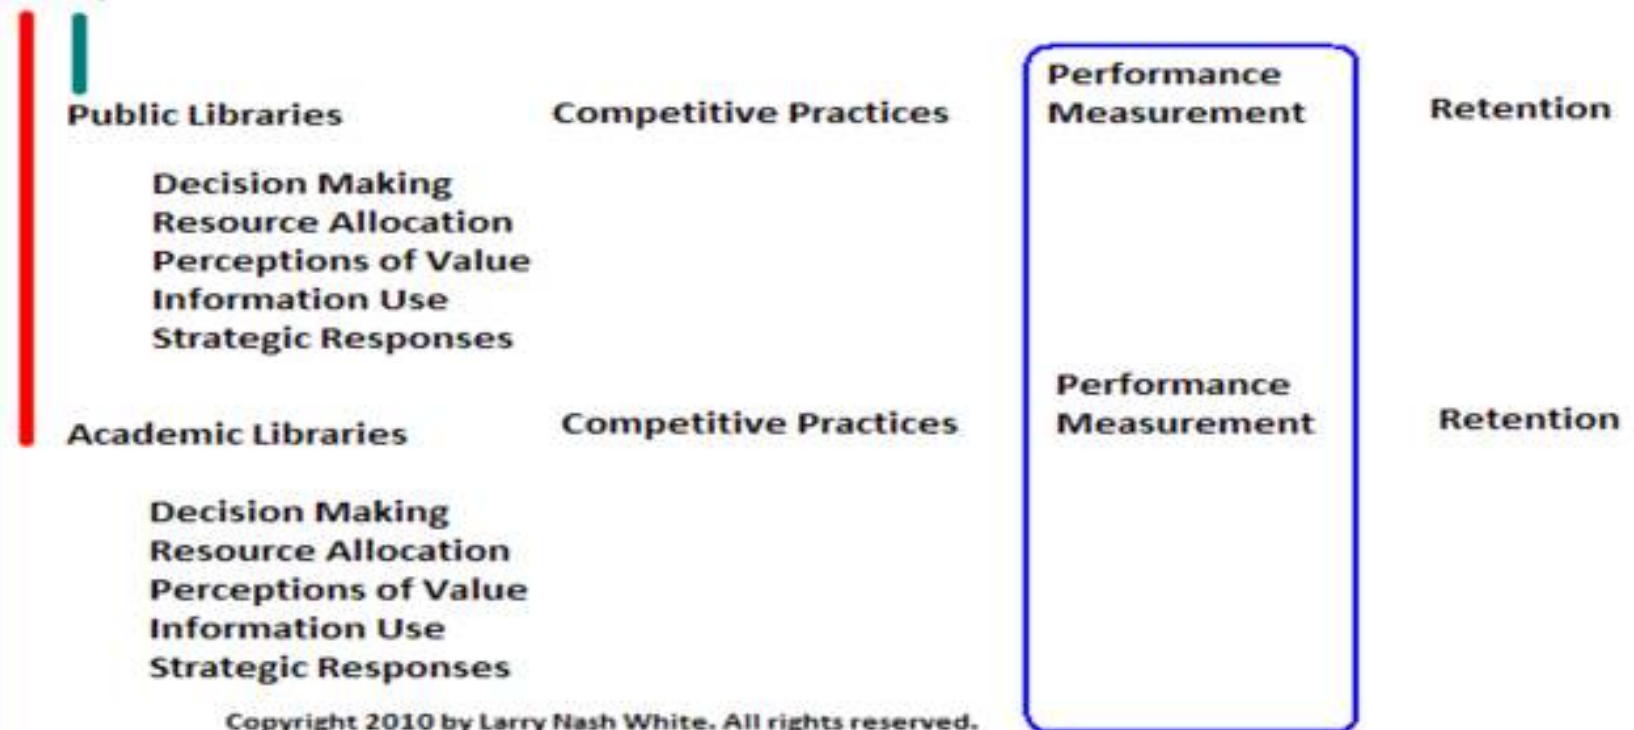 Public Libraries Competitive Practices Performance Measurement Retention
Decision Making
Resource Allocation
Perceptions of Value
Information Use
Strategic Responses
Academic Libraries Competitive Practices Performance Measurement Retention
Decision Making
Resource Allocation
Perceptions of Value
Information Use
Strategic Responses
Copyright 2010 by Larry Nash White. All rights reserved.